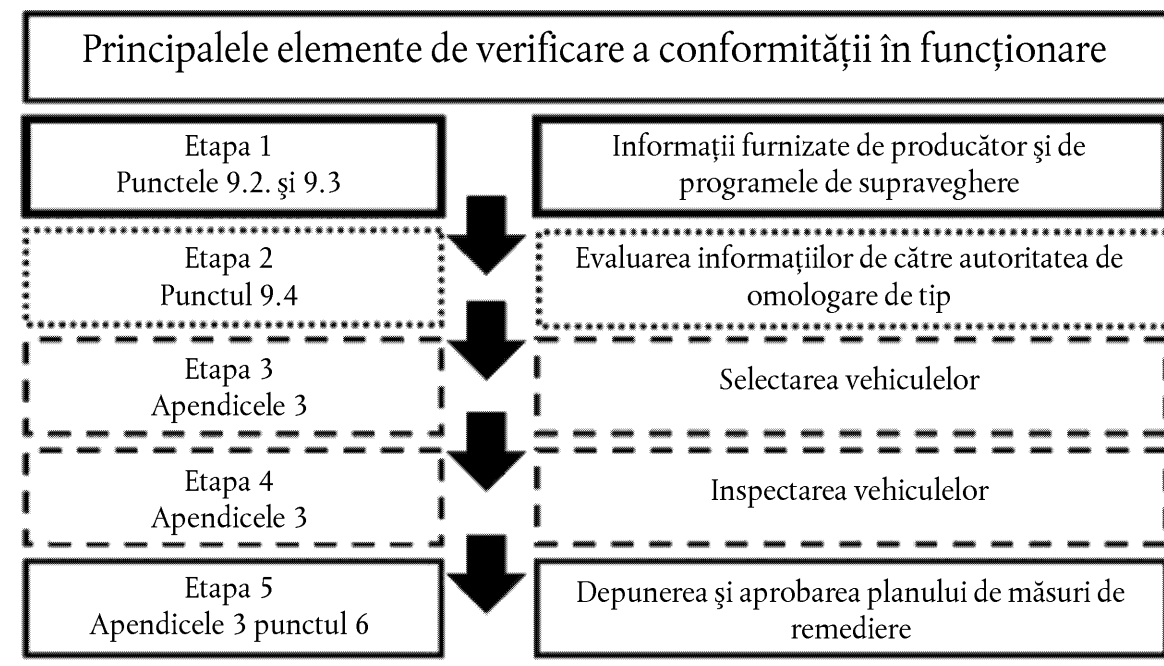 Principalele elemente de verificare a conformității în funcționare
Etapa 1
Punctele 9.2. şi 9.3
Informații furnizate de producător şi de
programele de supraveghere
Etapa 2
Punctul 9.4
Evaluarea informațiilor de către autoritatea de
omologare de tip
Etapa 3
Apendicele 3
Selectarea vehiculelor
Etapa 4
Apendicele 3
Inspectarea vehiculelor
Etapa 5
Apendicele 3 punctul 6
Depunerea şi aprobarea planului de măsuri de
remediere